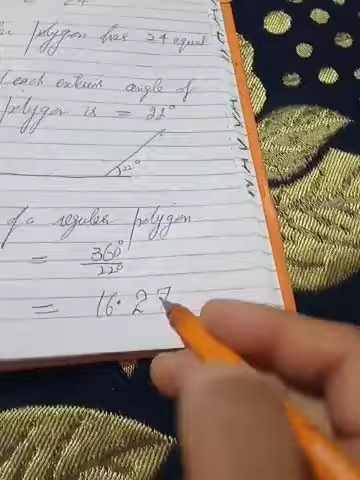 = 24
polygon has 24 equal
each exterior angle of
polygon is = 22°
22°
of a regular polygon
= 360° / 22°
= 16.27